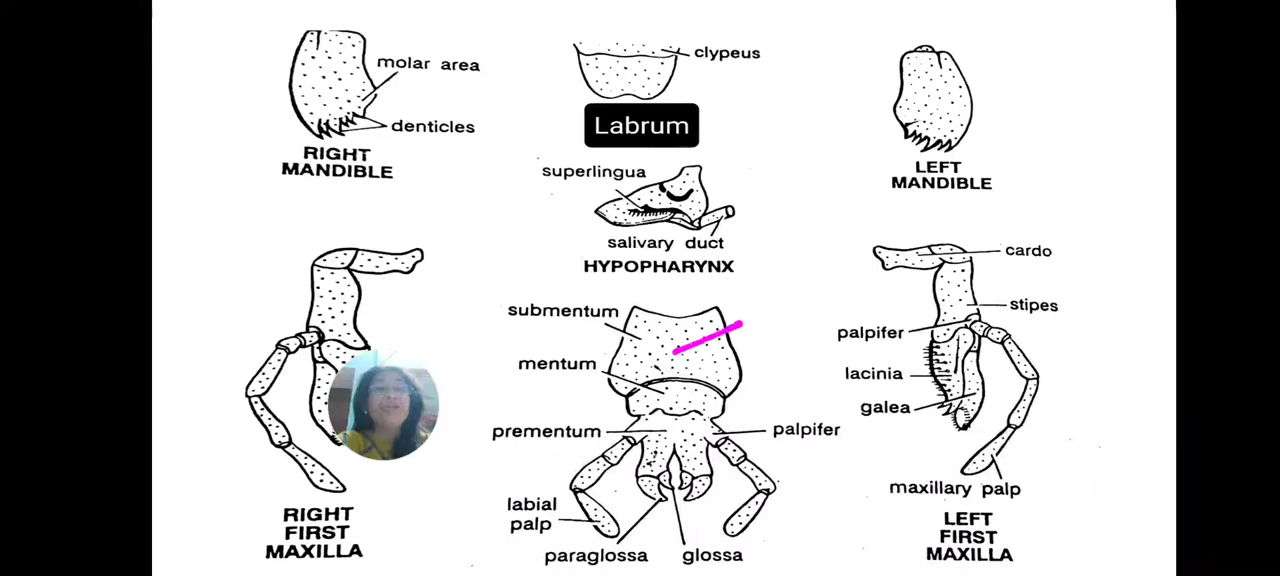 molar area
denticles
RIGHT
MANDIBLE
clypeus
Labrum
LEFT
MANDIBLE
superlingua
salivary duct
HYPOPHARYNX
submentum
mentum
prementum
palpifer
labial
palp
paraglossa
glossa
cardo
stipes
palpifer
lacinia
galea
maxillary palp
RIGHT
FIRST
MAXILLA
LEFT
FIRST
MAXILLA